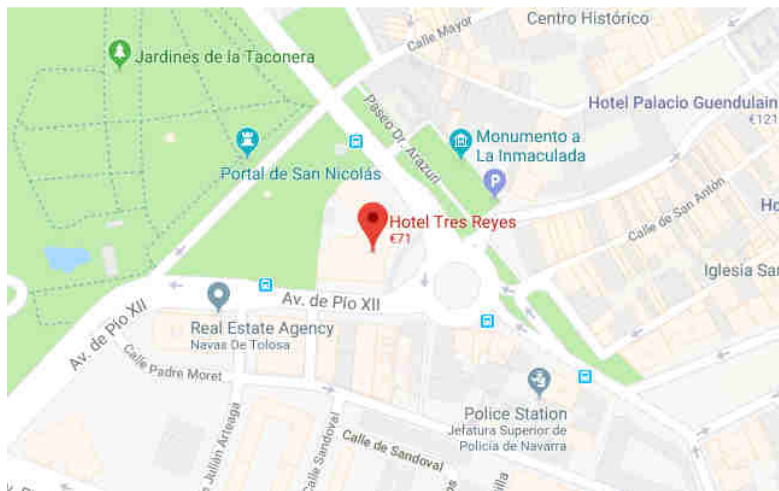 Centro Histórico
Calle Mayor
Jardines de la Taconera
Hotel Palacio Guendulain
€121
Paseo Dr. Arazuri
Monumento a
La Inmaculada
Portal de San Nicolás
P
Hotel Tres Reyes
€71
Calle de San Antón
Ho
Iglesia Sa
Av. de Pío XII
Av. de Pío XII
Real Estate Agency
Navas De Tolosa
Calle Padre Moret
Police Station
Jefatura Superior de
Policía de Navarra
Julián Arteaga
Calle Sandoval
Calle de Sandoval
illa